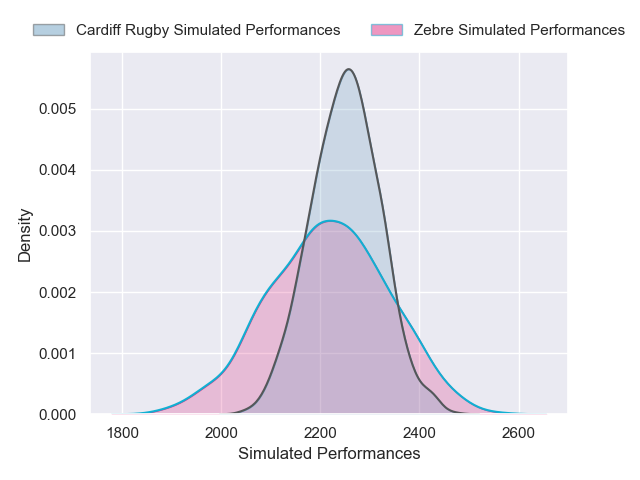 Cardiff Rugby Simulated Performances Zebre Simulated Performances
0.005
0.004
0.003
0.002
0.001
0.000
Density
1800 2000 2200 2400 2600
Simulated Performances